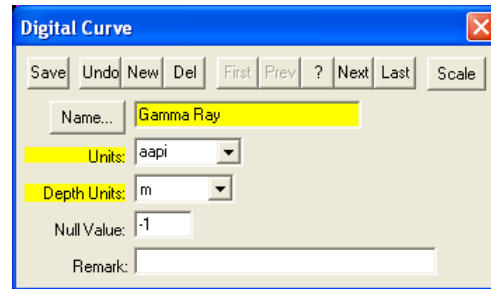 Digital Curve
Save Undo New Del First Prev ? Next Last Scale
Name... Gamma Ray
Units: aapi
Depth Units: m
Null Value: -1
Remark: